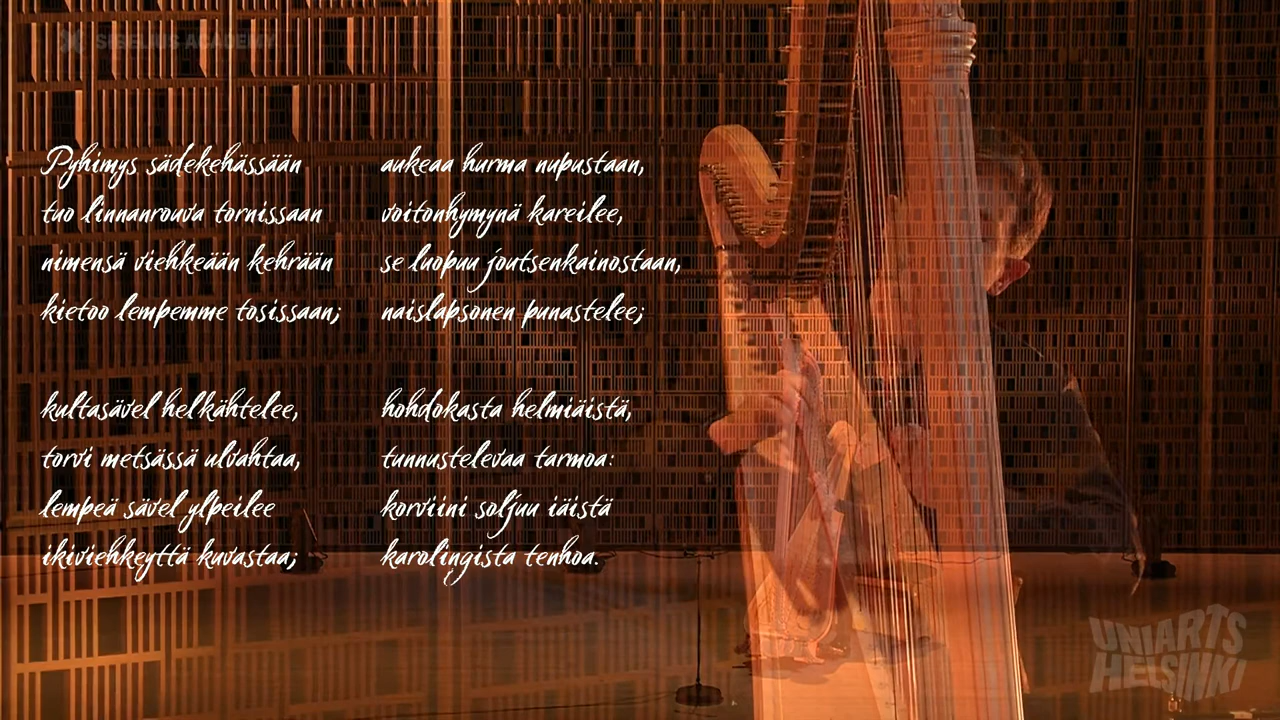 SIBELIUS ACADEMY
Pyhimys sädekehässään
tuo linnanrouva tornissaan
nimensä viehkeään kehrään
kietoo lempemme tosissaan;
kultasävel helkähtelee,
torvi metsässä ulvahtaa,
lempeä sävel ylpeilee
ikiviehkeyttä kuvastaa;
aukeaa hurma nupustaan,
voitonhymynä kareilee,
se luopuu joutsenkainostaan,
naislapsonen punastelee;
hohdokasta helmiäistä,
tunnustelevaa tarmoa:
korviini soljuu iäistä
karolingista tenhoa.
UNIARTS
HELSINKI